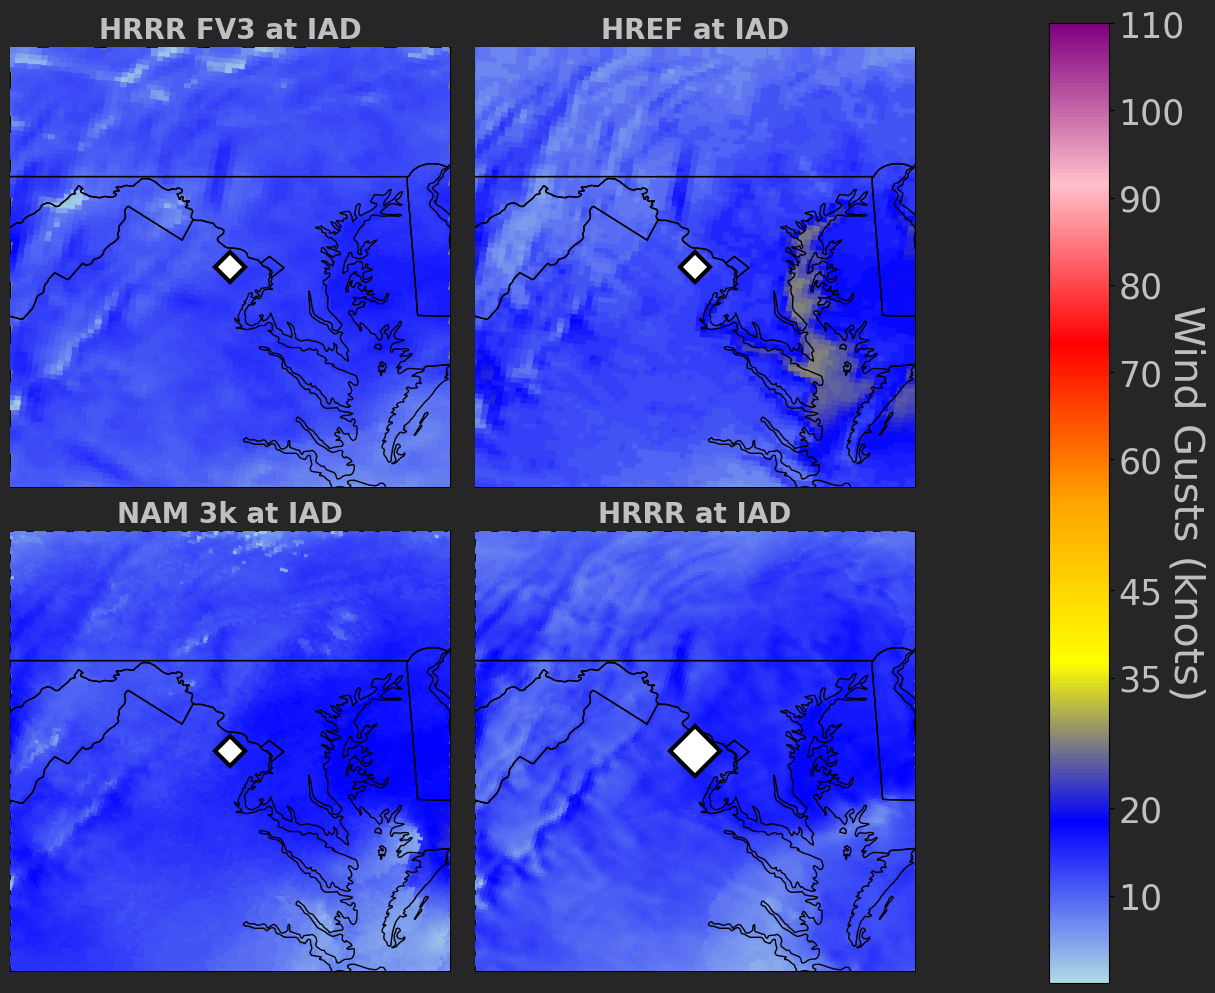 HRRR FV3 at IAD
HREF at IAD
NAM 3k at IAD
HRRR at IAD
110
100
90
80
70
60
45
35
20
10
Wind Gusts (knots)